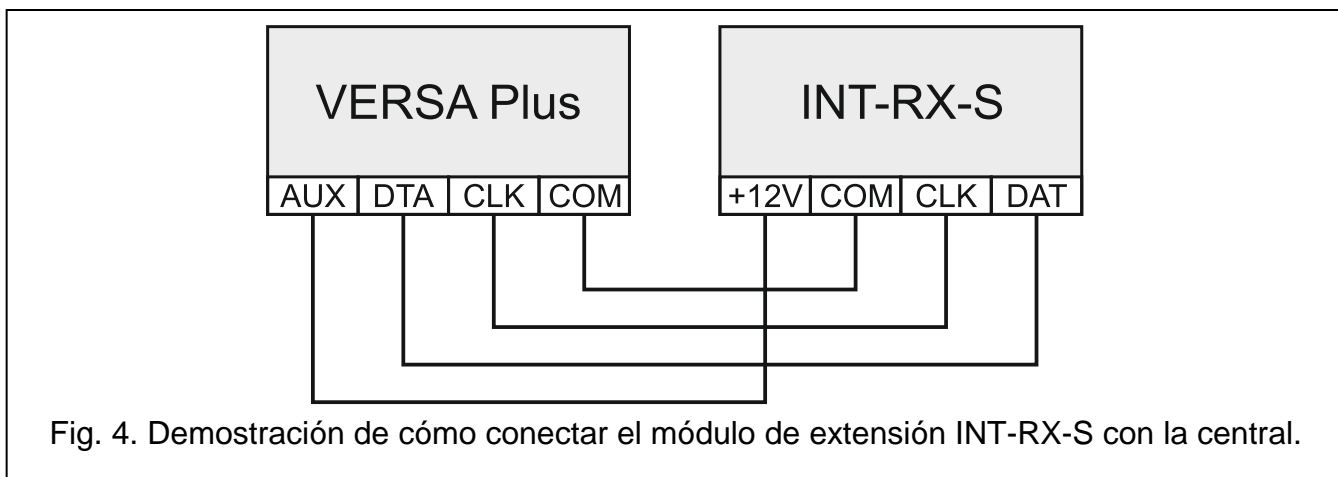 VERSA Plus INT-RX-S
AUX DTA CLK COM +12V COM CLK DAT
Fig. 4. Demostración de cómo conectar el módulo de extensión INT-RX-S con la central.